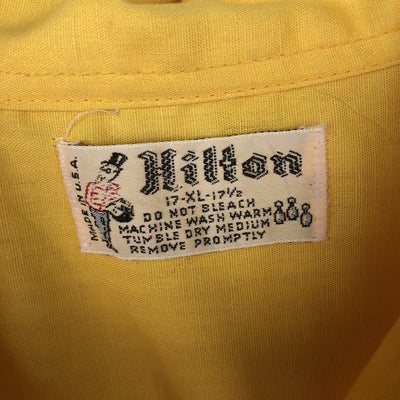 MADE IN U.S.A.
Hilton
17-XL-17½
DO NOT BLEACH
MACHINE WASH WARM
TUMBLE DRY MEDIUM
REMOVE PROMPTLY